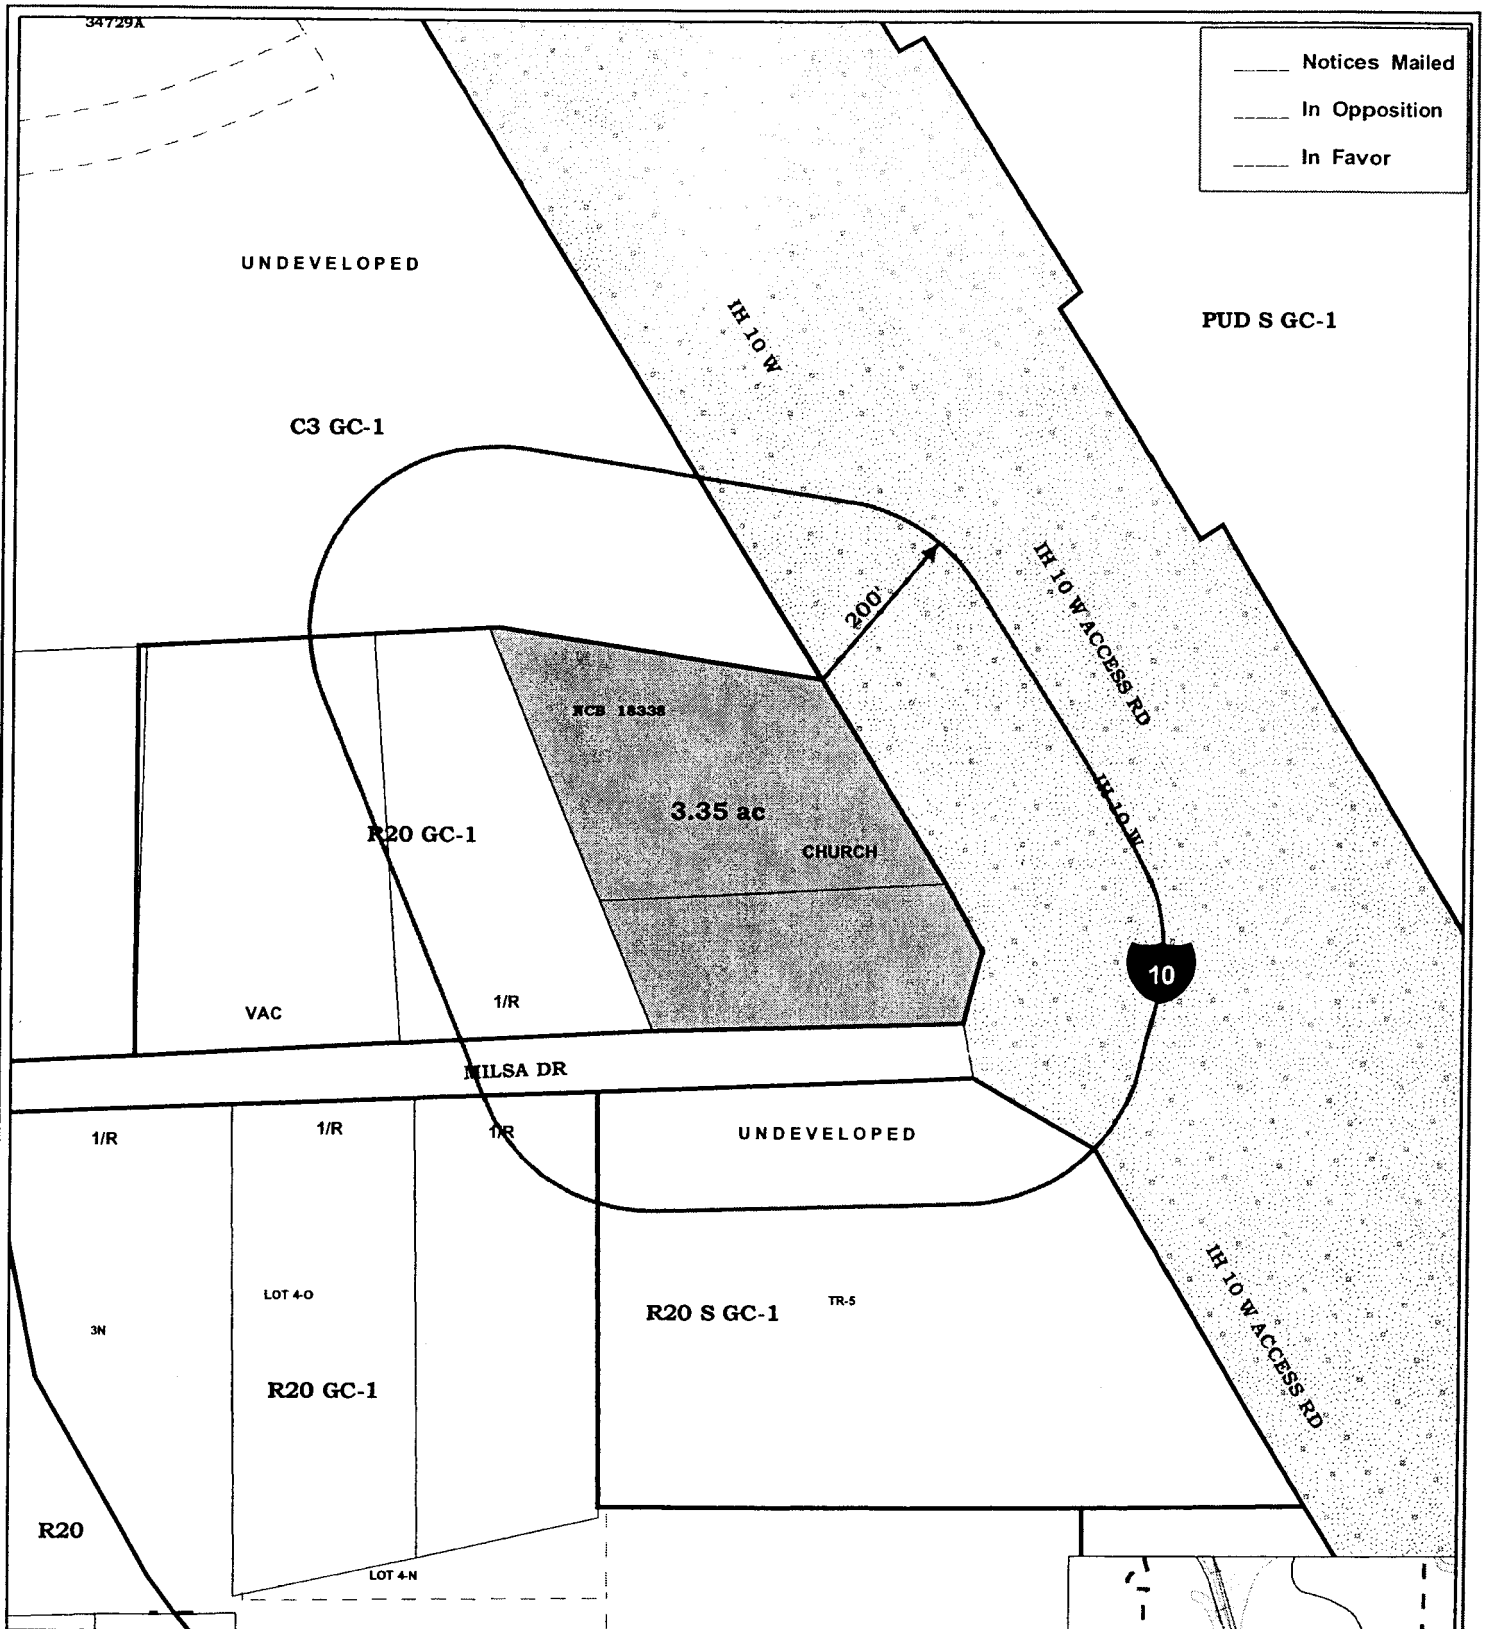 34729A
Notices Mailed
In Opposition
In Favor
UNDEVELOPED
IH 10 W
PUD S GC-1
C3 GC-1
200'
IH 10 W ACCESS RD
NCB 18338
3.35 ac
IH 10 W
R20 GC-1
CHURCH
10
1/R
VAC
MILSA DR
1/R
1/R
1/R
UNDEVELOPED
LOT 4-O
TR-5
R20 S GC-1
3N
IH 10 W ACCESS RD
R20 GC-1
R20
LOT 4-N